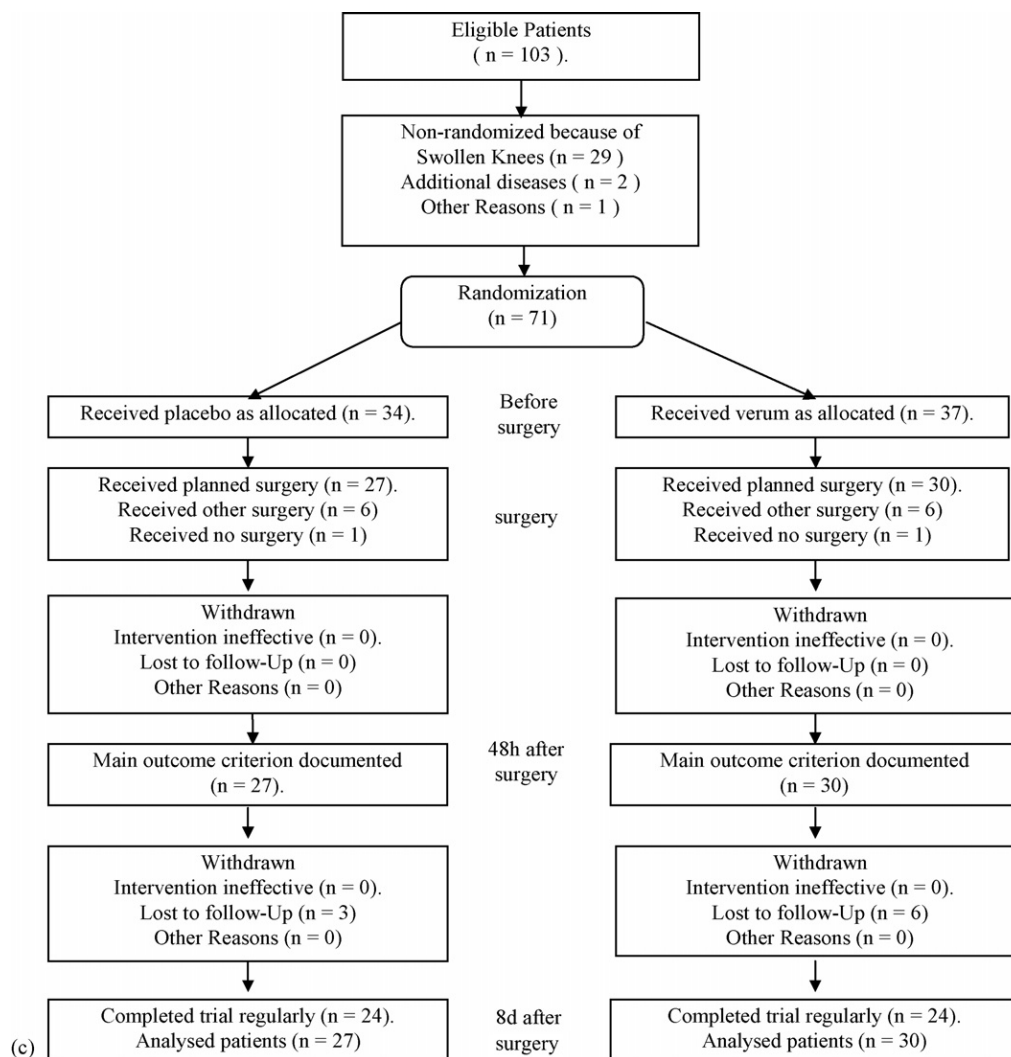 Eligible Patients
( n = 103 ).
Non-randomized because of
Swollen Knees (n = 29 )
Additional diseases ( n = 2 )
Other Reasons ( n = 1 )
Randomization
(n = 71)
Received placebo as allocated (n = 34).
Before
surgery
Received verum as allocated (n = 37).
Received planned surgery (n = 27).
Received other surgery (n = 6)
Received no surgery (n = 1)
surgery
Received planned surgery (n = 30).
Received other surgery (n = 6)
Received no surgery (n = 1)
Withdrawn
Intervention ineffective (n = 0).
Lost to follow-Up (n = 0)
Other Reasons (n = 0)
Withdrawn
Intervention ineffective (n = 0).
Lost to follow-Up (n = 0)
Other Reasons (n = 0)
Main outcome criterion documented
(n = 27).
48h after
surgery
Main outcome criterion documented
(n = 30)
Withdrawn
Intervention ineffective (n = 0).
Lost to follow-Up (n = 3)
Other Reasons (n = 0)
Withdrawn
Intervention ineffective (n = 0).
Lost to follow-Up (n = 6)
Other Reasons (n = 0)
(c)
Completed trial regularly (n = 24).
Analysed patients (n = 27)
8d after
surgery
Completed trial regularly (n = 24).
Analysed patients (n = 30)